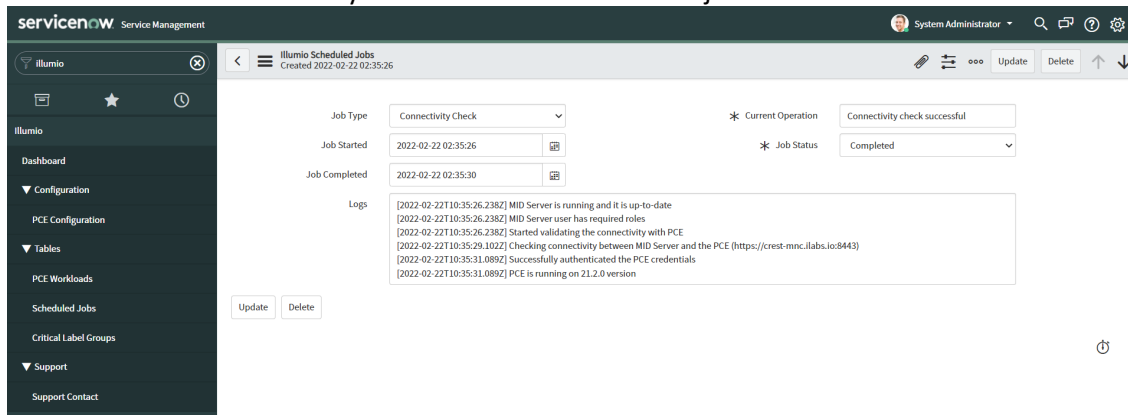 servicenow Service Management
System Administrator
illumio
Illumio Scheduled Jobs
Created 2022-02-22 02:35:26
Update
Delete
Illumio
Dashboard
Configuration
PCE Configuration
Tables
PCE Workloads
Scheduled Jobs
Critical Label Groups
Support
Support Contact
Job Type
Connectivity Check
Current Operation
Connectivity check successful
Job Started
2022-02-22 02:35:26
Job Status
Completed
Job Completed
2022-02-22 02:35:30
Logs
[2022-02-22T10:35:26.238Z] MID Server is running and it is up-to-date
[2022-02-22T10:35:26.238Z] MID Server user has required roles
[2022-02-22T10:35:26.238Z] Started validating the connectivity with PCE
[2022-02-22T10:35:29.102Z] Checking connectivity between MID Server and the PCE (https://crest-mnc.ilabs.io:8443)
[2022-02-22T10:35:31.089Z] Successfully authenticated the PCE credentials
[2022-02-22T10:35:31.089Z] PCE is running on 21.2.0 version
Update
Delete